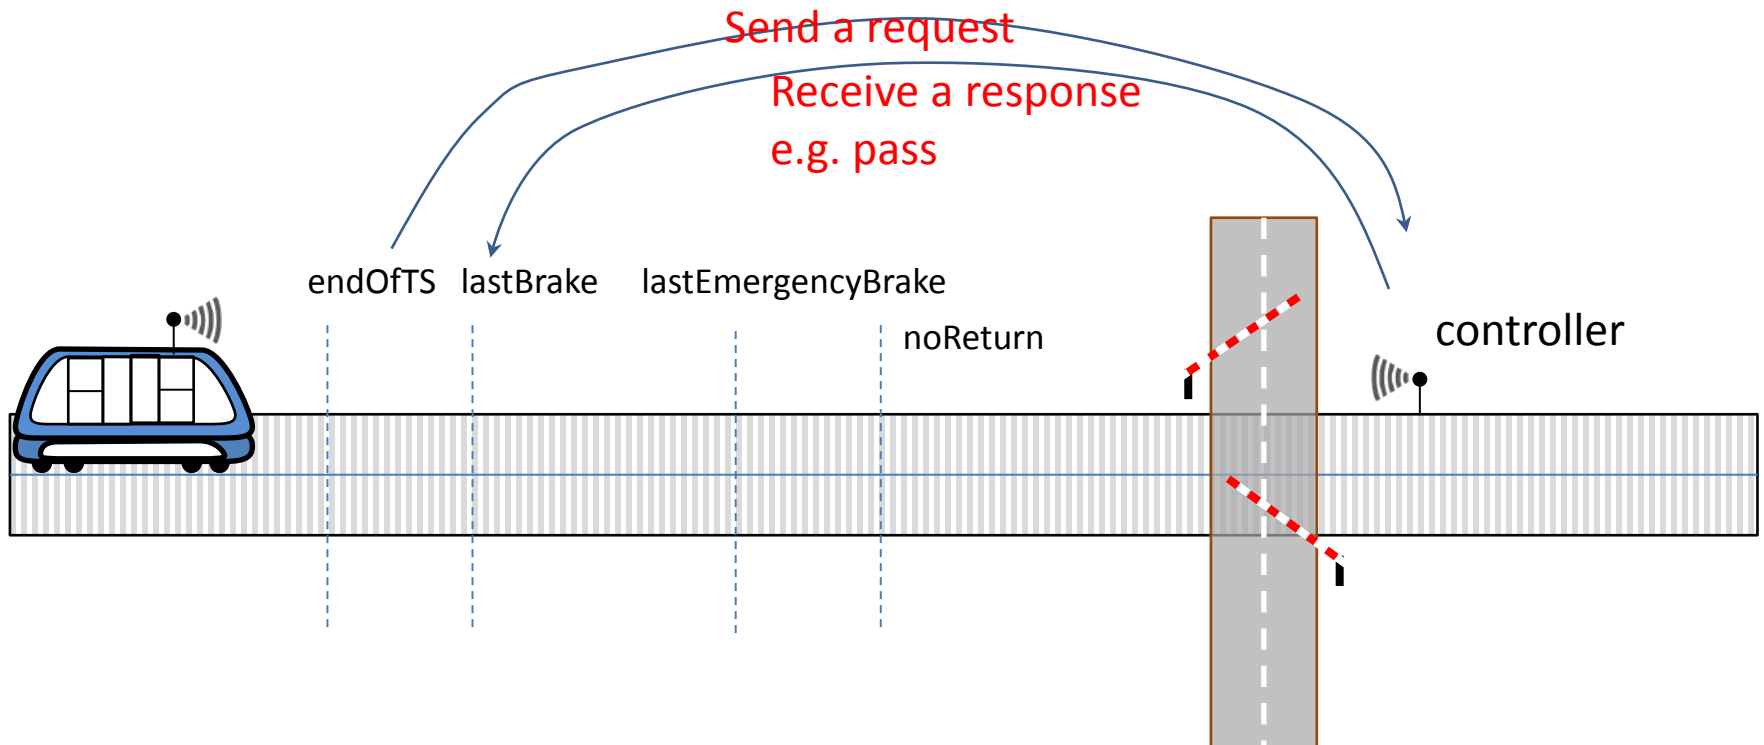 Send a request
Receive a response
e.g. pass
endOfTS lastBrake lastEmergencyBrake
noReturn
controller